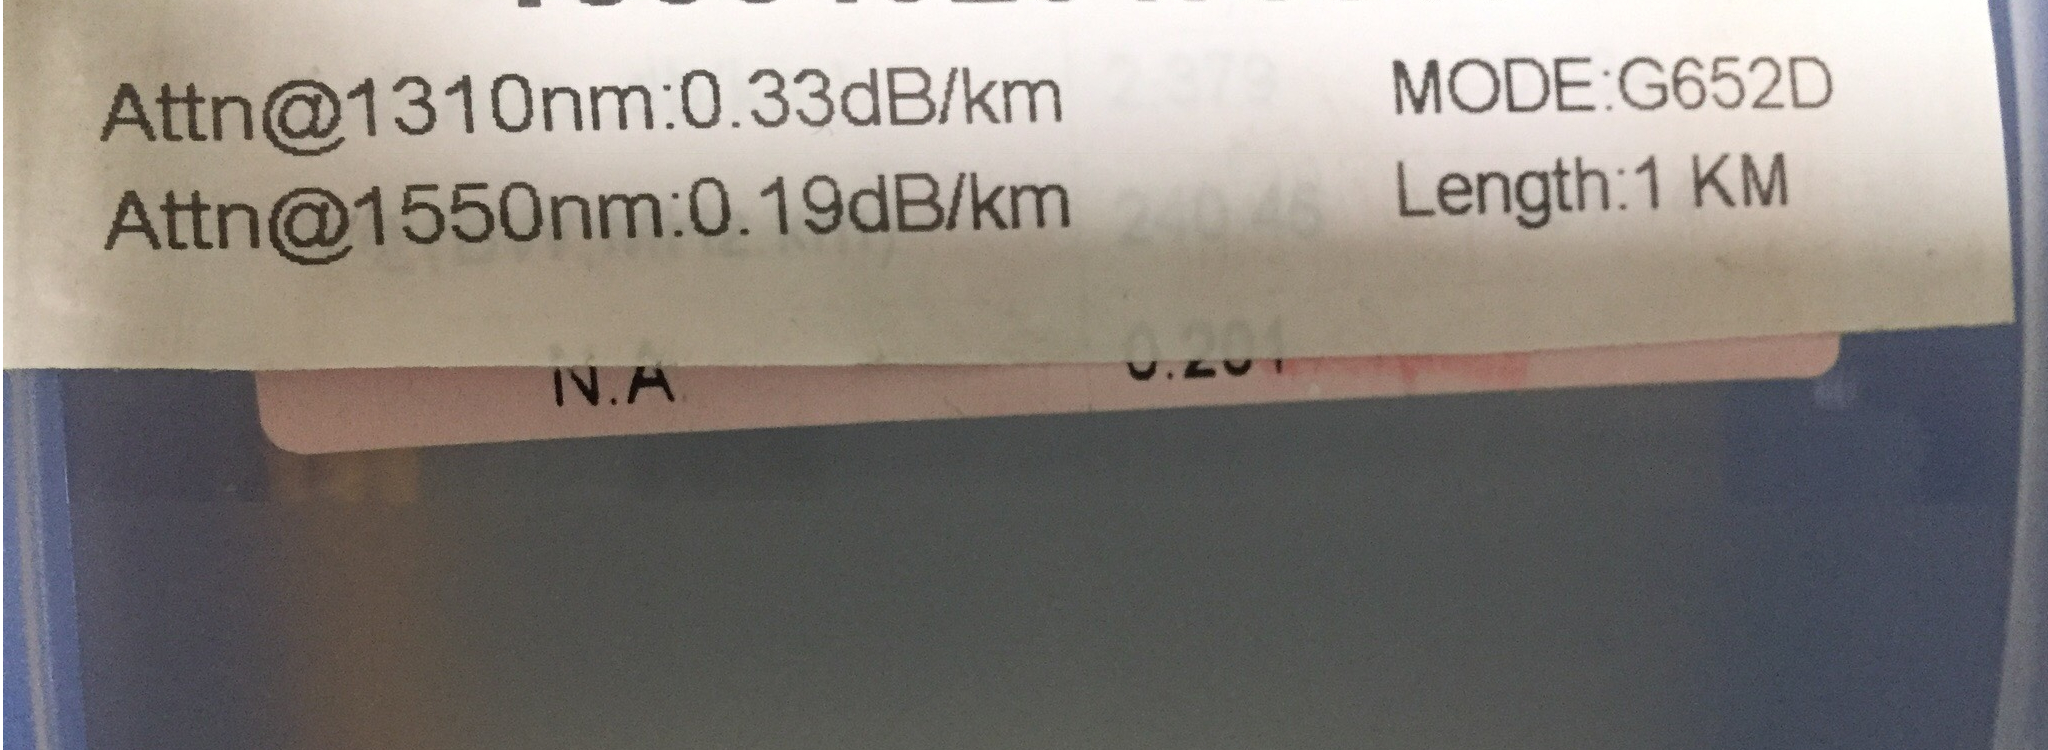 Attn@1310nm:0.33dB/km MODE:G652D
Attn@1550nm:0.19dB/km Length:1 KM
N.A